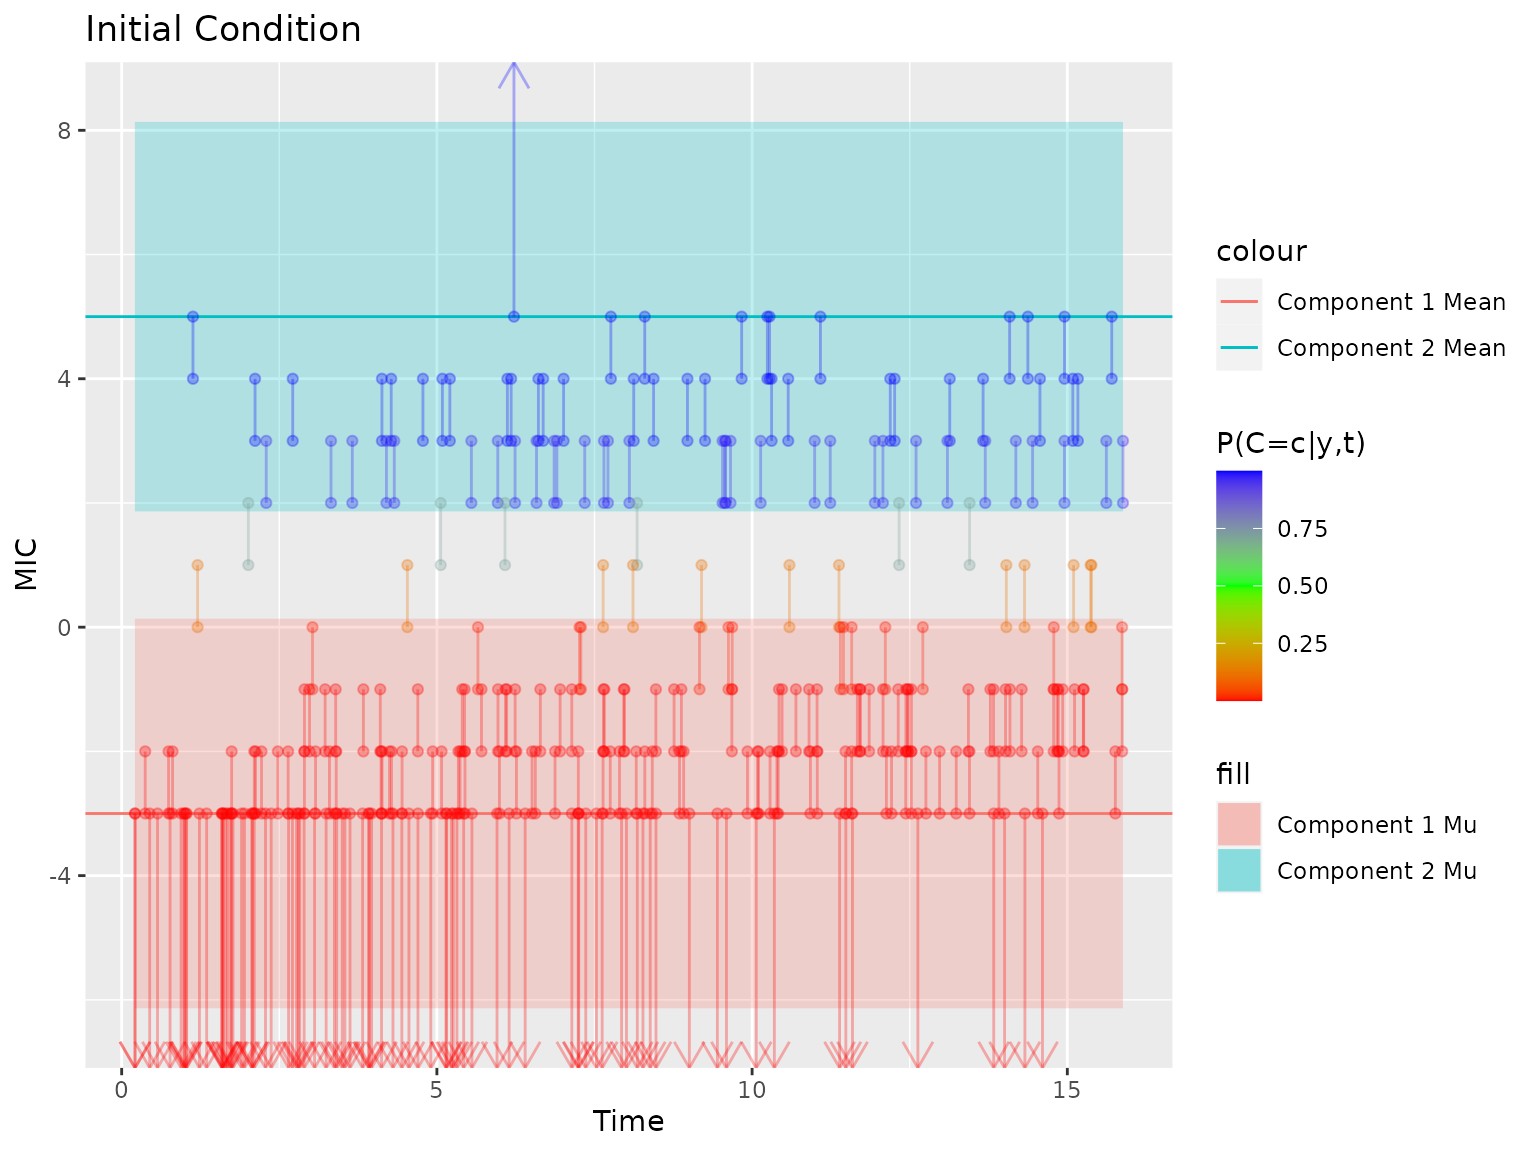 Initial Condition
8
4
0
-4
MIC
0
5
10
15
Time
colour
Component 1 Mean
Component 2 Mean
P(C=c|y,t)
0.75
0.50
0.25
fill
Component 1 Mu
Component 2 Mu